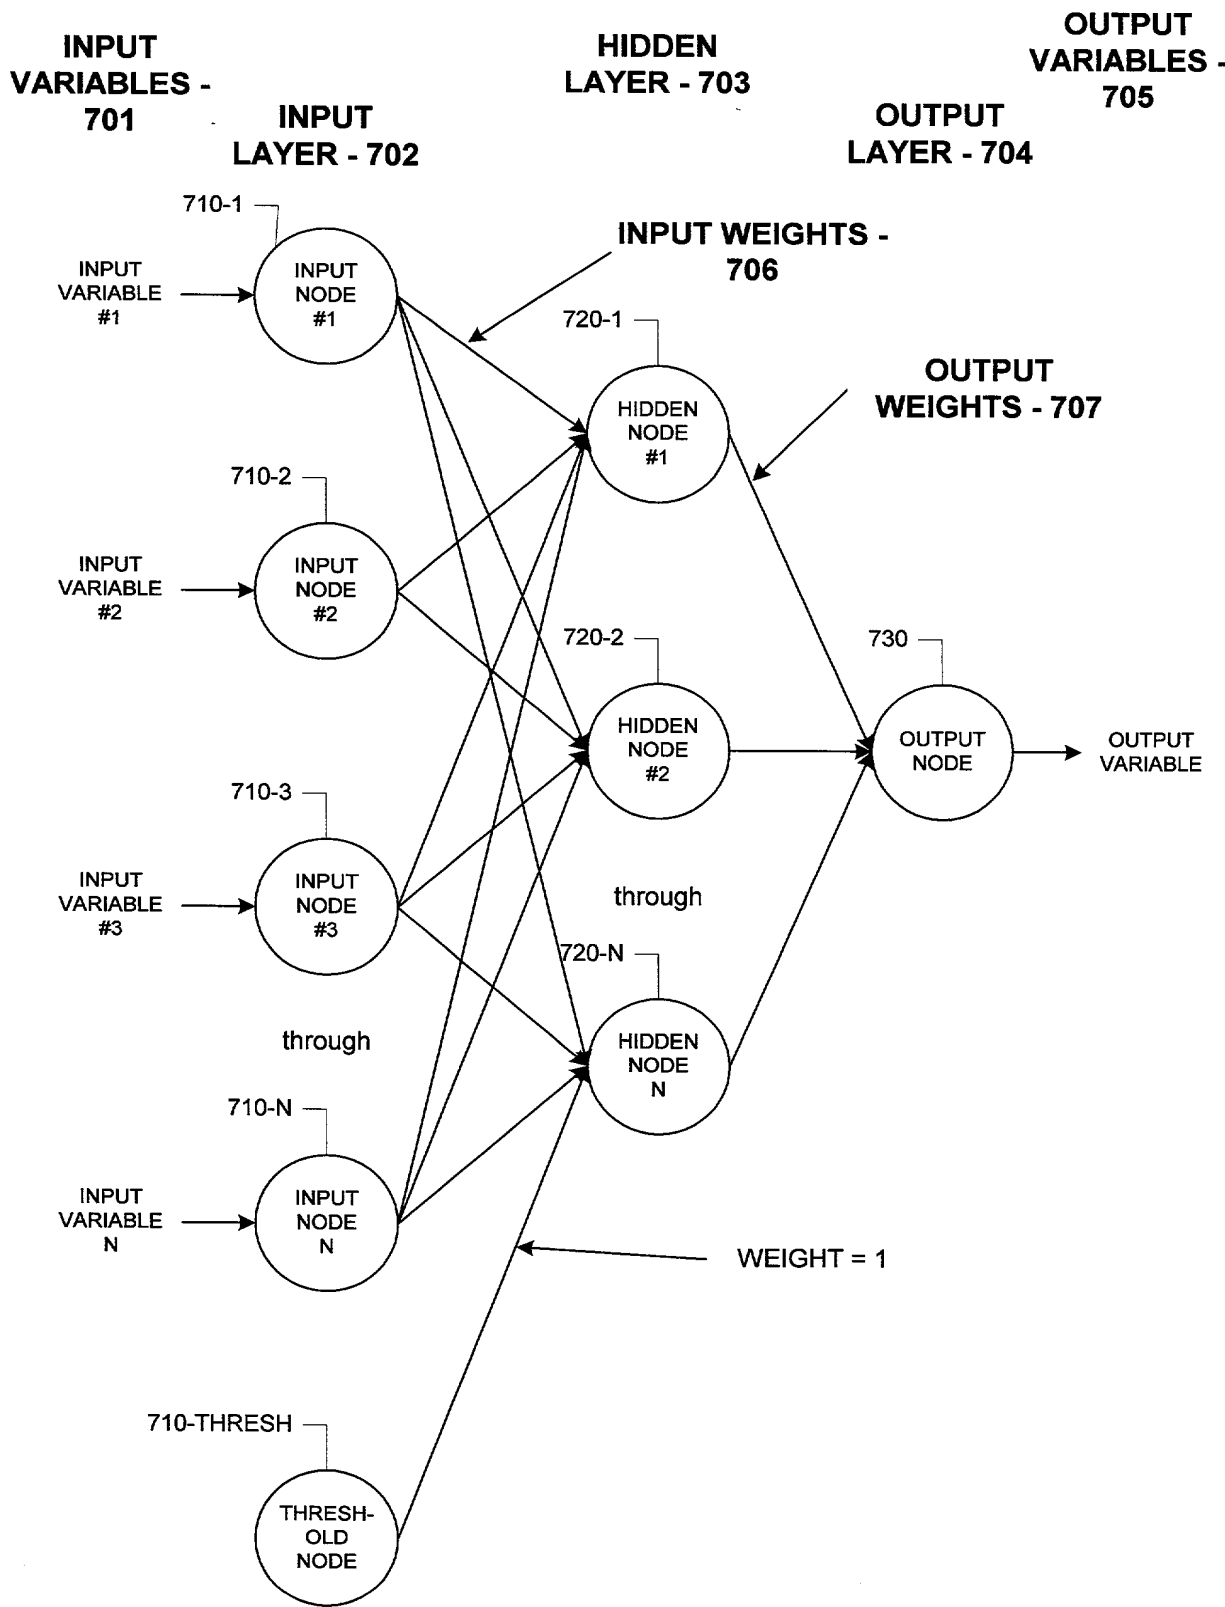 INPUT
VARIABLES -
701
INPUT
LAYER - 702
HIDDEN
LAYER - 703
OUTPUT
LAYER - 704
OUTPUT
VARIABLES -
705
710-1
INPUT
VARIABLE
#1
INPUT
NODE
#1
INPUT WEIGHTS -
706
720-1
HIDDEN
NODE
#1
OUTPUT
WEIGHTS - 707
710-2
INPUT
VARIABLE
#2
INPUT
NODE
#2
720-2
HIDDEN
NODE
#2
730
OUTPUT
NODE
OUTPUT
VARIABLE
710-3
INPUT
VARIABLE
#3
INPUT
NODE
#3
through
720-N
HIDDEN
NODE
N
through
710-N
INPUT
VARIABLE
N
INPUT
NODE
N
WEIGHT = 1
710-THRESH
THRESH-
OLD
NODE